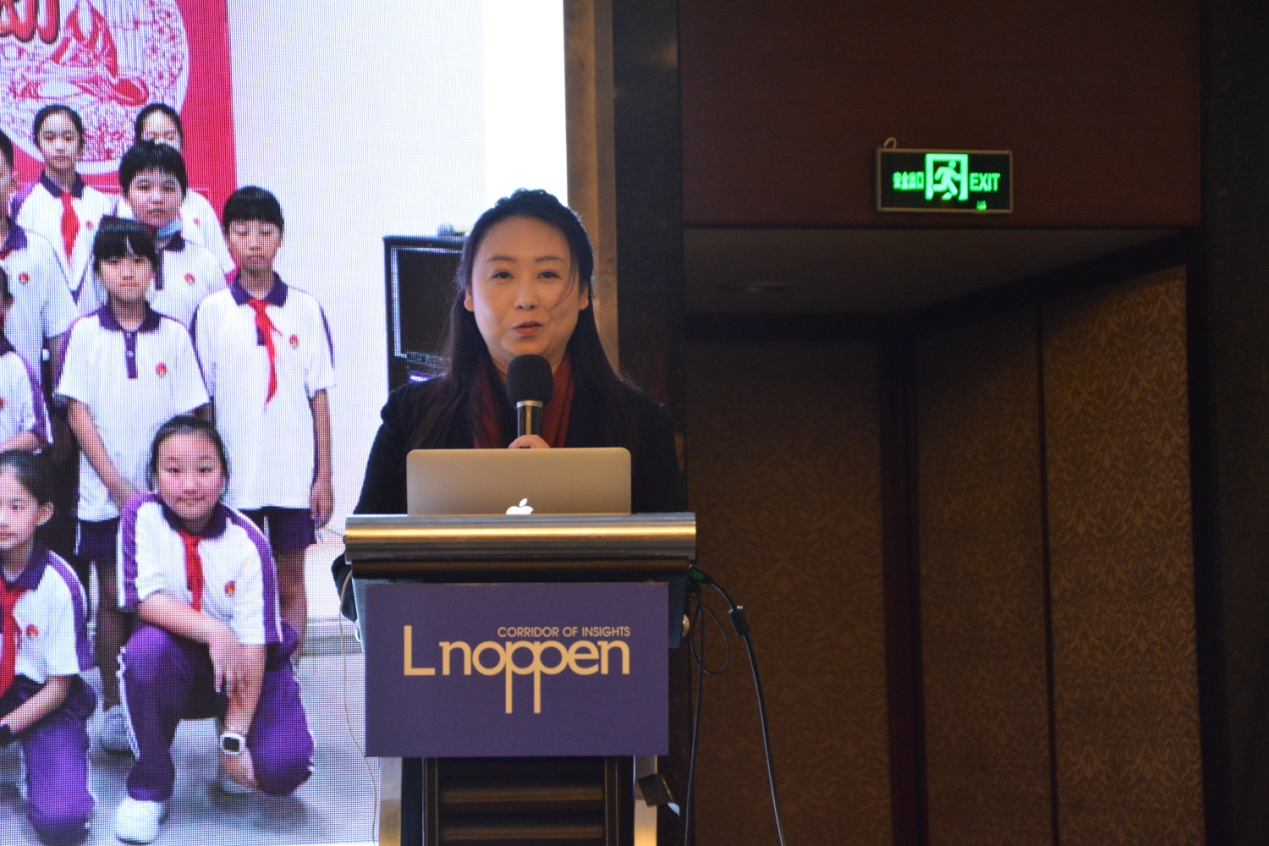 安全出口 EXIT
CORRIDOR OF INSIGHTS
Lnoppen